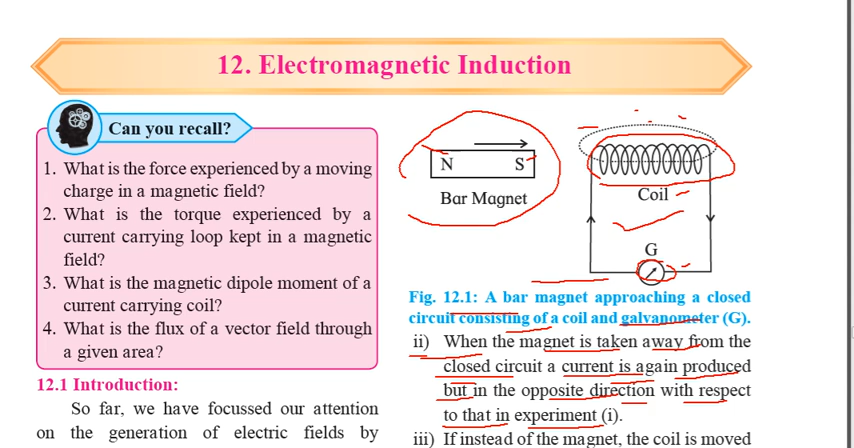 12. Electromagnetic Induction
Can you recall?
1. What is the force experienced by a moving
charge in a magnetic field?
2. What is the torque experienced by a
current carrying loop kept in a magnetic
field?
3. What is the magnetic dipole moment of a
current carrying coil?
4. What is the flux of a vector field through
a given area?
12.1 Introduction:
So far, we have focussed our attention
on the generation of electric fields by
N S
Bar Magnet
Coil
G
Fig. 12.1: A bar magnet approaching a closed
circuit consisting of a coil and galvanometer (G).
ii) When the magnet is taken away from the
closed circuit a current is again produced
but in the opposite direction with respect
to that in experiment (i).
iii) If instead of the magnet, the coil is moved